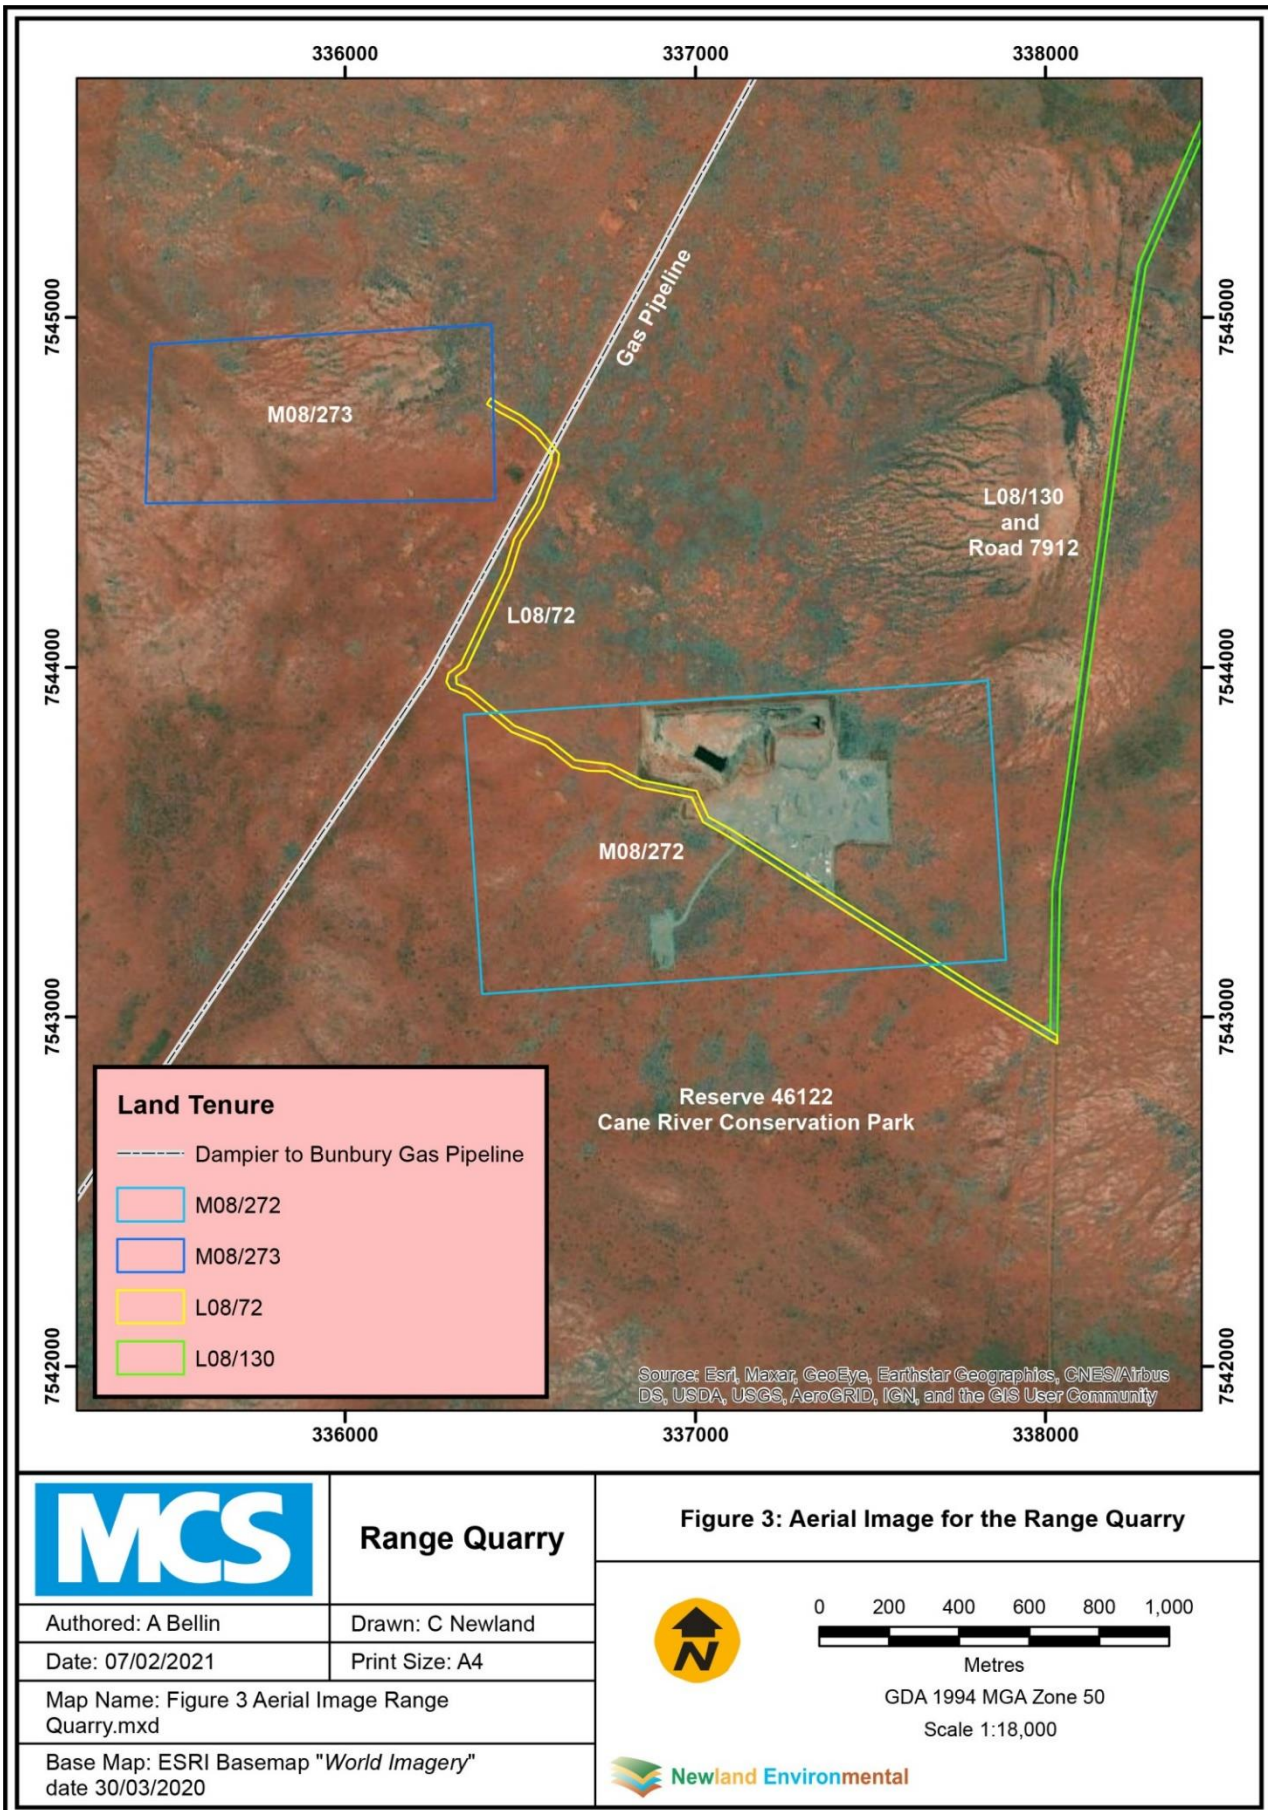 336000
337000
338000
7545000
7545000
Gas Pipeline
M08/273
L08/130
and
Road 7912
L08/72
7544000
7544000
M08/272
7543000
7543000
Reserve 46122
Cane River Conservation Park
Land Tenure
Dampier to Bunbury Gas Pipeline
M08/272
M08/273
L08/72
L08/130
7542000
7542000
Source: Esri, Maxar, GeoEye, Earthstar Geographics, CNES/Airbus
DS, USDA, USGS, AeroGRID, IGN, and the GIS User Community
336000
337000
338000
MCS
Range Quarry
Authored: A Bellin
Drawn: C Newland
Date: 07/02/2021
Print Size: A4
Map Name: Figure 3 Aerial Image Range
Quarry.mxd
Base Map: ESRI Basemap "World Imagery"
date 30/03/2020
Figure 3: Aerial Image for the Range Quarry
N
0 200 400 600 800 1,000
Metres
GDA 1994 MGA Zone 50
Scale 1:18,000
Newland Environmental